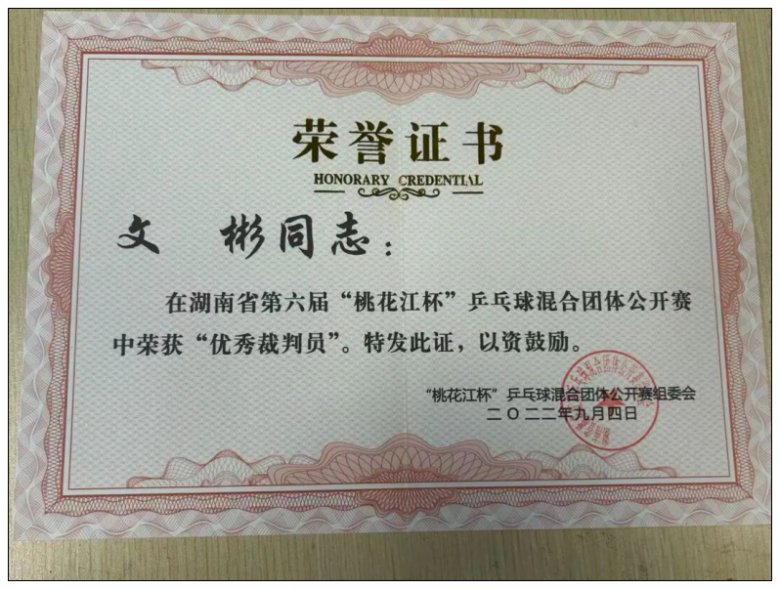 荣誉证书
HONORARY CREDENTIAL
文 彬同志：
在湖南省第六届“桃花江杯”乒乓球混合团体公开赛
中荣获“优秀裁判员”。特发此证，以资鼓励。
“桃花江杯”乒乓球混合团体公开赛组委会
二〇二二年九月四日